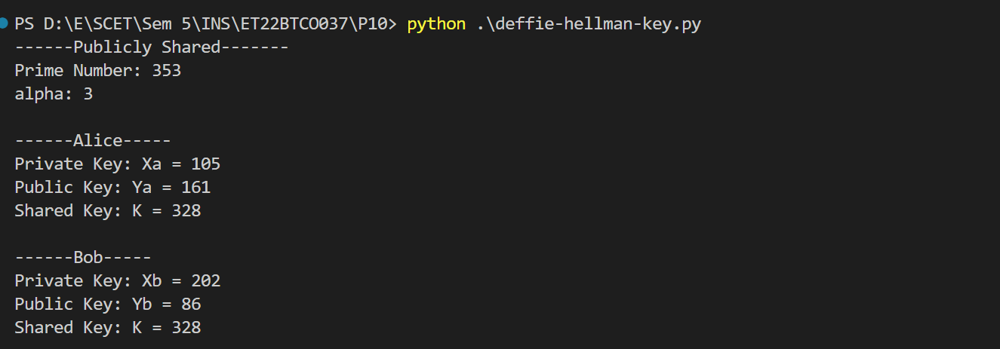 PS D:\E\SCET\Sem 5\INS\ET22BTCO037\P10> python .\deffie-hellman-key.py
------Publicly Shared-------
Prime Number: 353
alpha: 3
------Alice-----
Private Key: Xa = 105
Public Key: Ya = 161
Shared Key: K = 328
------Bob-----
Private Key: Xb = 202
Public Key: Yb = 86
Shared Key: K = 328